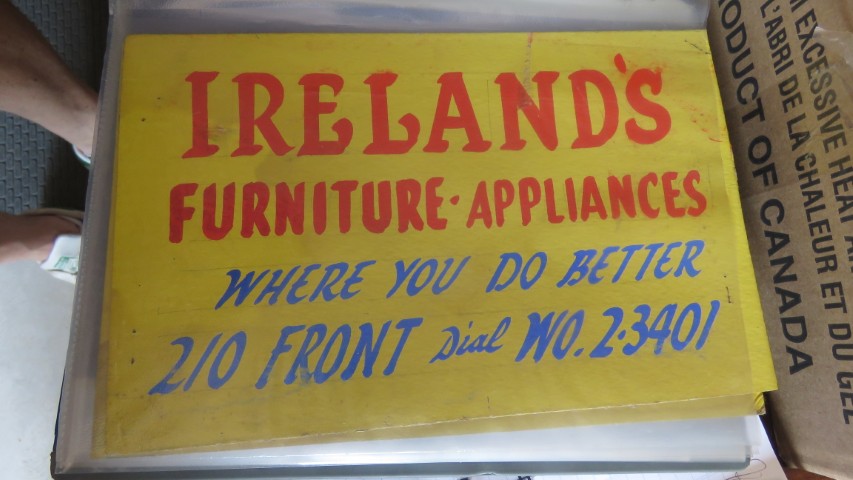 IRELAND'S
FURNITURE · APPLIANCES
WHERE YOU DO BETTER
210 FRONT Dial WO. 2·3401
EXCESSIVE HEAT
L'ABRI DE LA CHALEUR ET DU GEL
PRODUCT OF CANADA